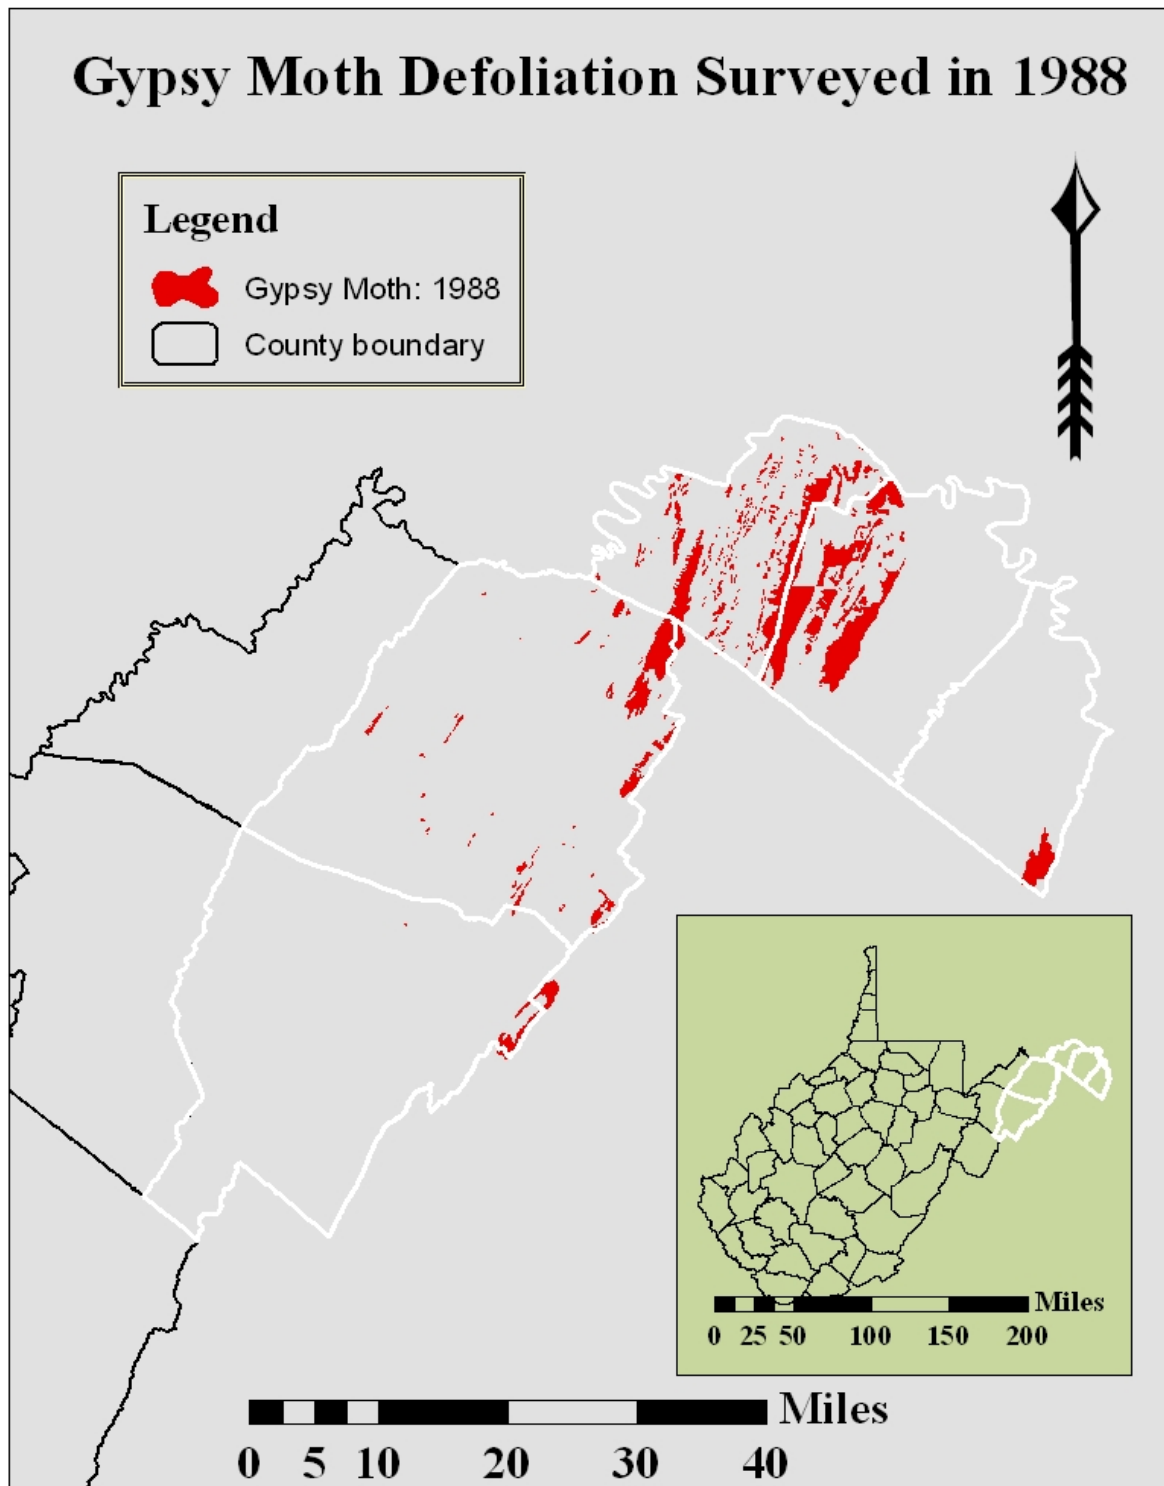 Gypsy Moth Defoliation Surveyed in 1988
Legend
Gypsy Moth: 1988
County boundary
Miles
0 25 50 100 150 200
Miles
0 5 10 20 30 40